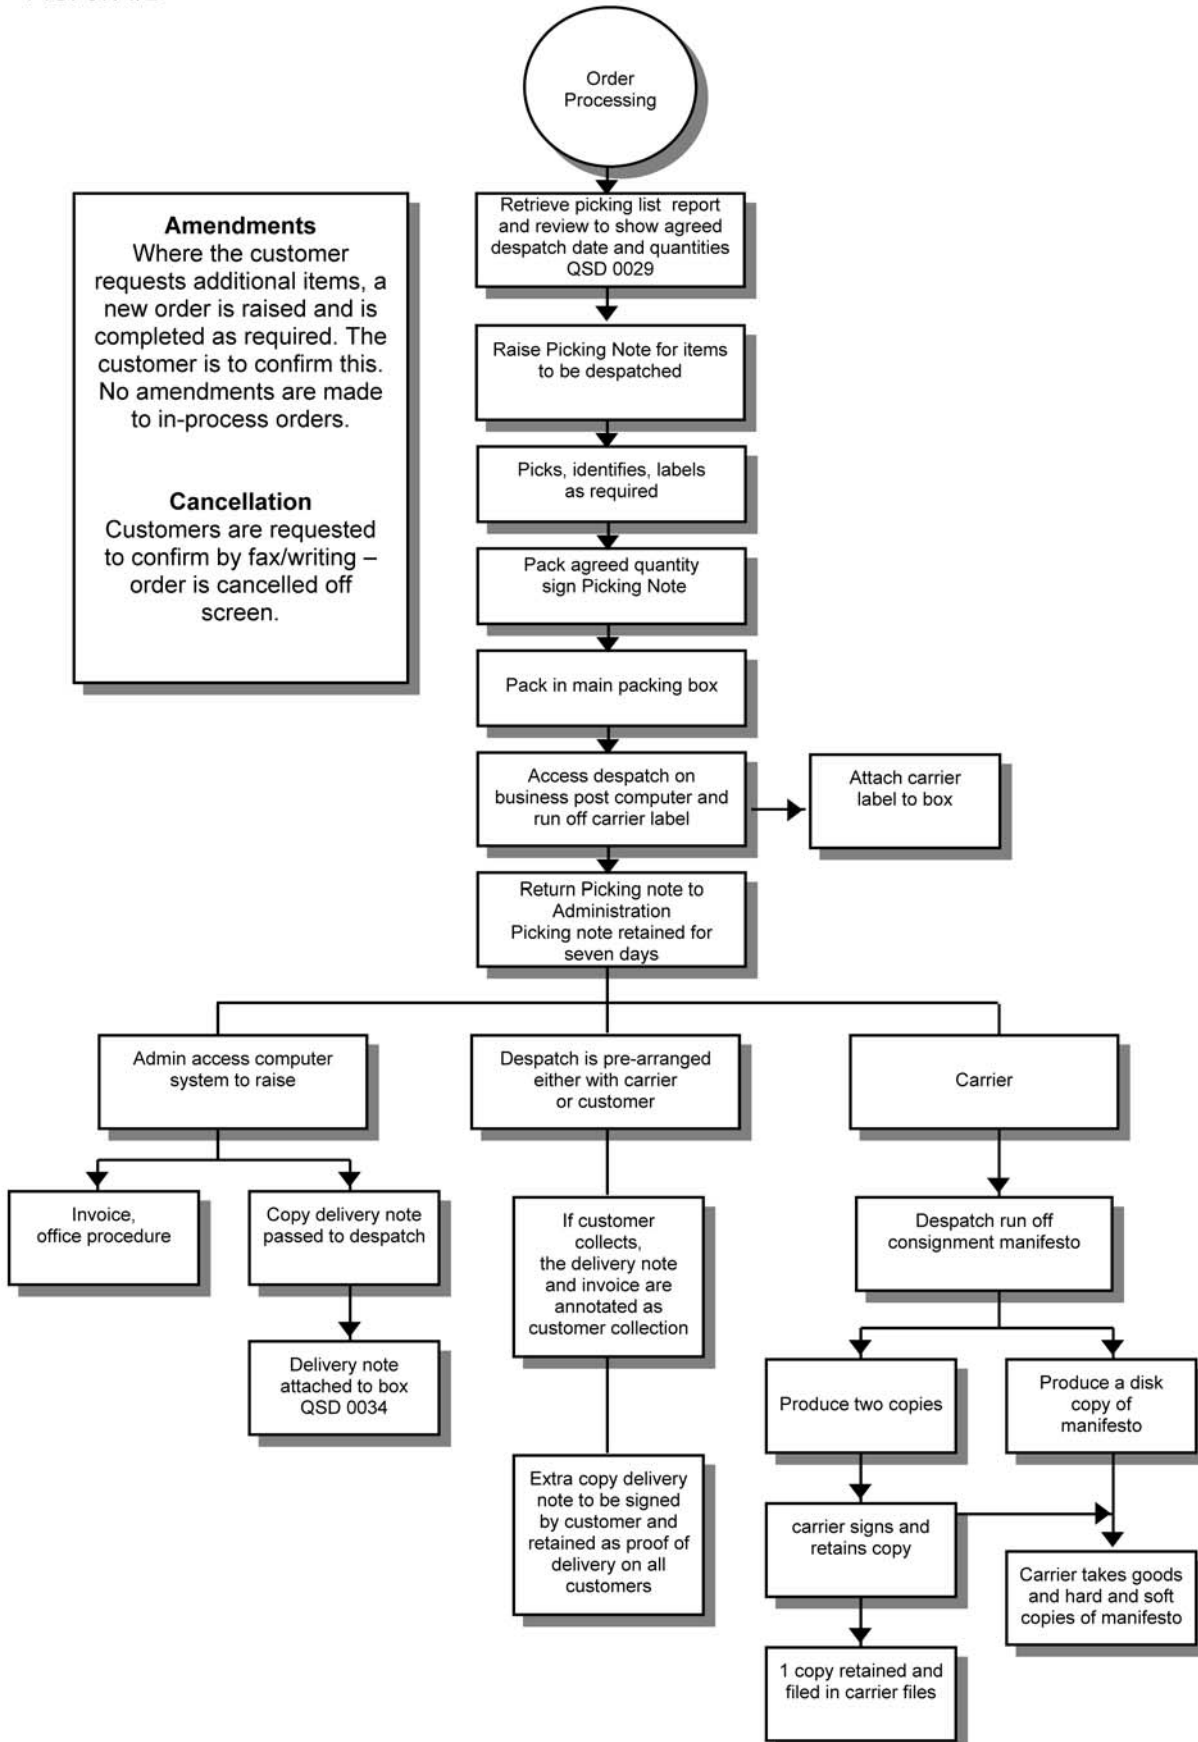 Order
Processing
Retrieve picking list report
and review to show agreed
despatch date and quantities
QSD 0029
Amendments
Where the customer
requests additional items, a
new order is raised and is
completed as required. The
customer is to confirm this.
No amendments are made
to in-process orders.
Cancellation
Customers are requested
to confirm by fax/writing –
order is cancelled off
screen.
Raise Picking Note for items
to be despatched
Picks, identifies, labels
as required
Pack agreed quantity
sign Picking Note
Pack in main packing box
Access despatch on
business post computer and
run off carrier label
Attach carrier
label to box
Return Picking note to
Administration
Picking note retained for
seven days
Admin access computer
system to raise
Despatch is pre-arranged
either with carrier
or customer
Carrier
Invoice,
office procedure
Copy delivery note
passed to despatch
Delivery note
attached to box
QSD 0034
If customer
collects,
the delivery note
and invoice are
annotated as
customer collection
Extra copy delivery
note to be signed
by customer and
retained as proof of
delivery on all
customers
Despatch run off
consignment manifesto
Produce two copies
Produce a disk
copy of
manifesto
carrier signs and
retains copy
Carrier takes goods
and hard and soft
copies of manifesto
1 copy retained and
filed in carrier files